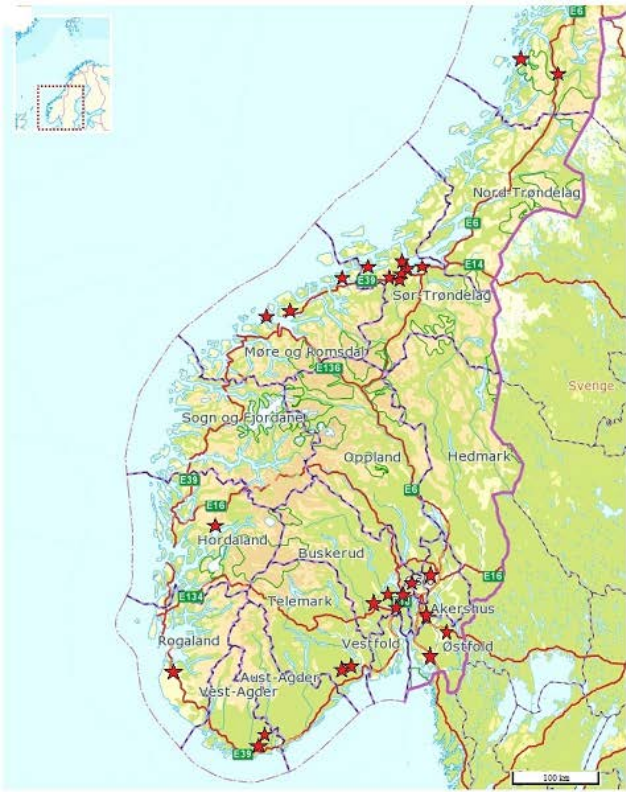 E6
Nord-Trøndelag
E6
E14
E39
Sør-Trøndelag
Møre og Romsdal
E136
Sverige
Sogn og Fjordane
Oppland
Hedmark
E39
E6
E16
Hordaland
Buskerud
E16
E134
Telemark
Akershus
Rogaland
Vestfold
Østfold
Aust-Agder
Vest-Agder
E39
100 km